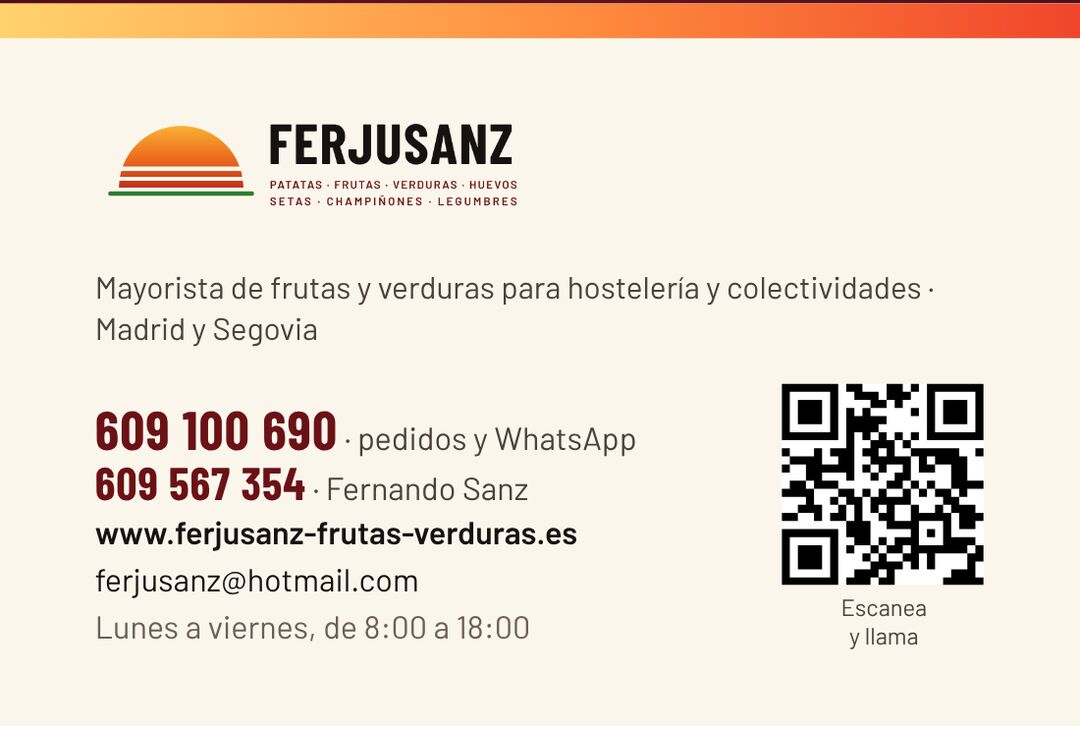 FERJUSANZ
PATATAS · FRUTAS · VERDURAS · HUEVOS
SETAS · CHAMPIÑONES · LEGUMBRES
Mayorista de frutas y verduras para hostelería y colectividades ·
Madrid y Segovia
609 100 690 · pedidos y WhatsApp
609 567 354 · Fernando Sanz
www.ferjusanz-frutas-verduras.es
ferjusanz@hotmail.com
Lunes a viernes, de 8:00 a 18:00
Escanea
y llama